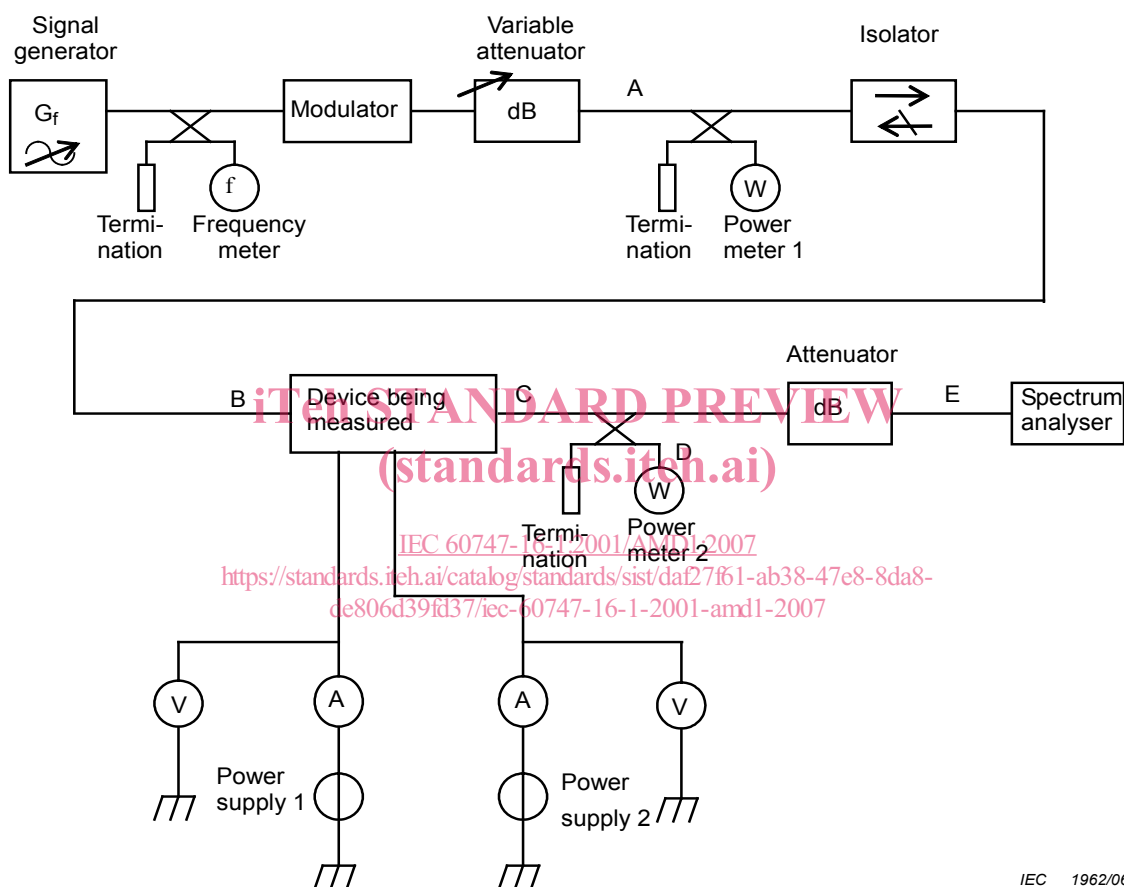 Signal
generator
Variable
attenuator
Isolator
Gf
Modulator
dB
A
f
W
Termi-
nation
Frequency
meter
Termi-
nation
Power
meter 1
Attenuator
B
Device being
measured
C
dB
E
Spectrum
analyser
iTeh STANDARD PREVIEW
(standards.iteh.ai)
D
W
Termi-
nation
Power
meter 2
IEC 60747-16-1:2001/AMD1:2007
https://standards.iteh.ai/catalog/standards/sist/daf27f61-ab38-47e8-8da8-
de806d39fd37/iec-60747-16-1-2001-amd1-2007
V
A
A
V
Power
supply 1
Power
supply 2
IEC 1962/06